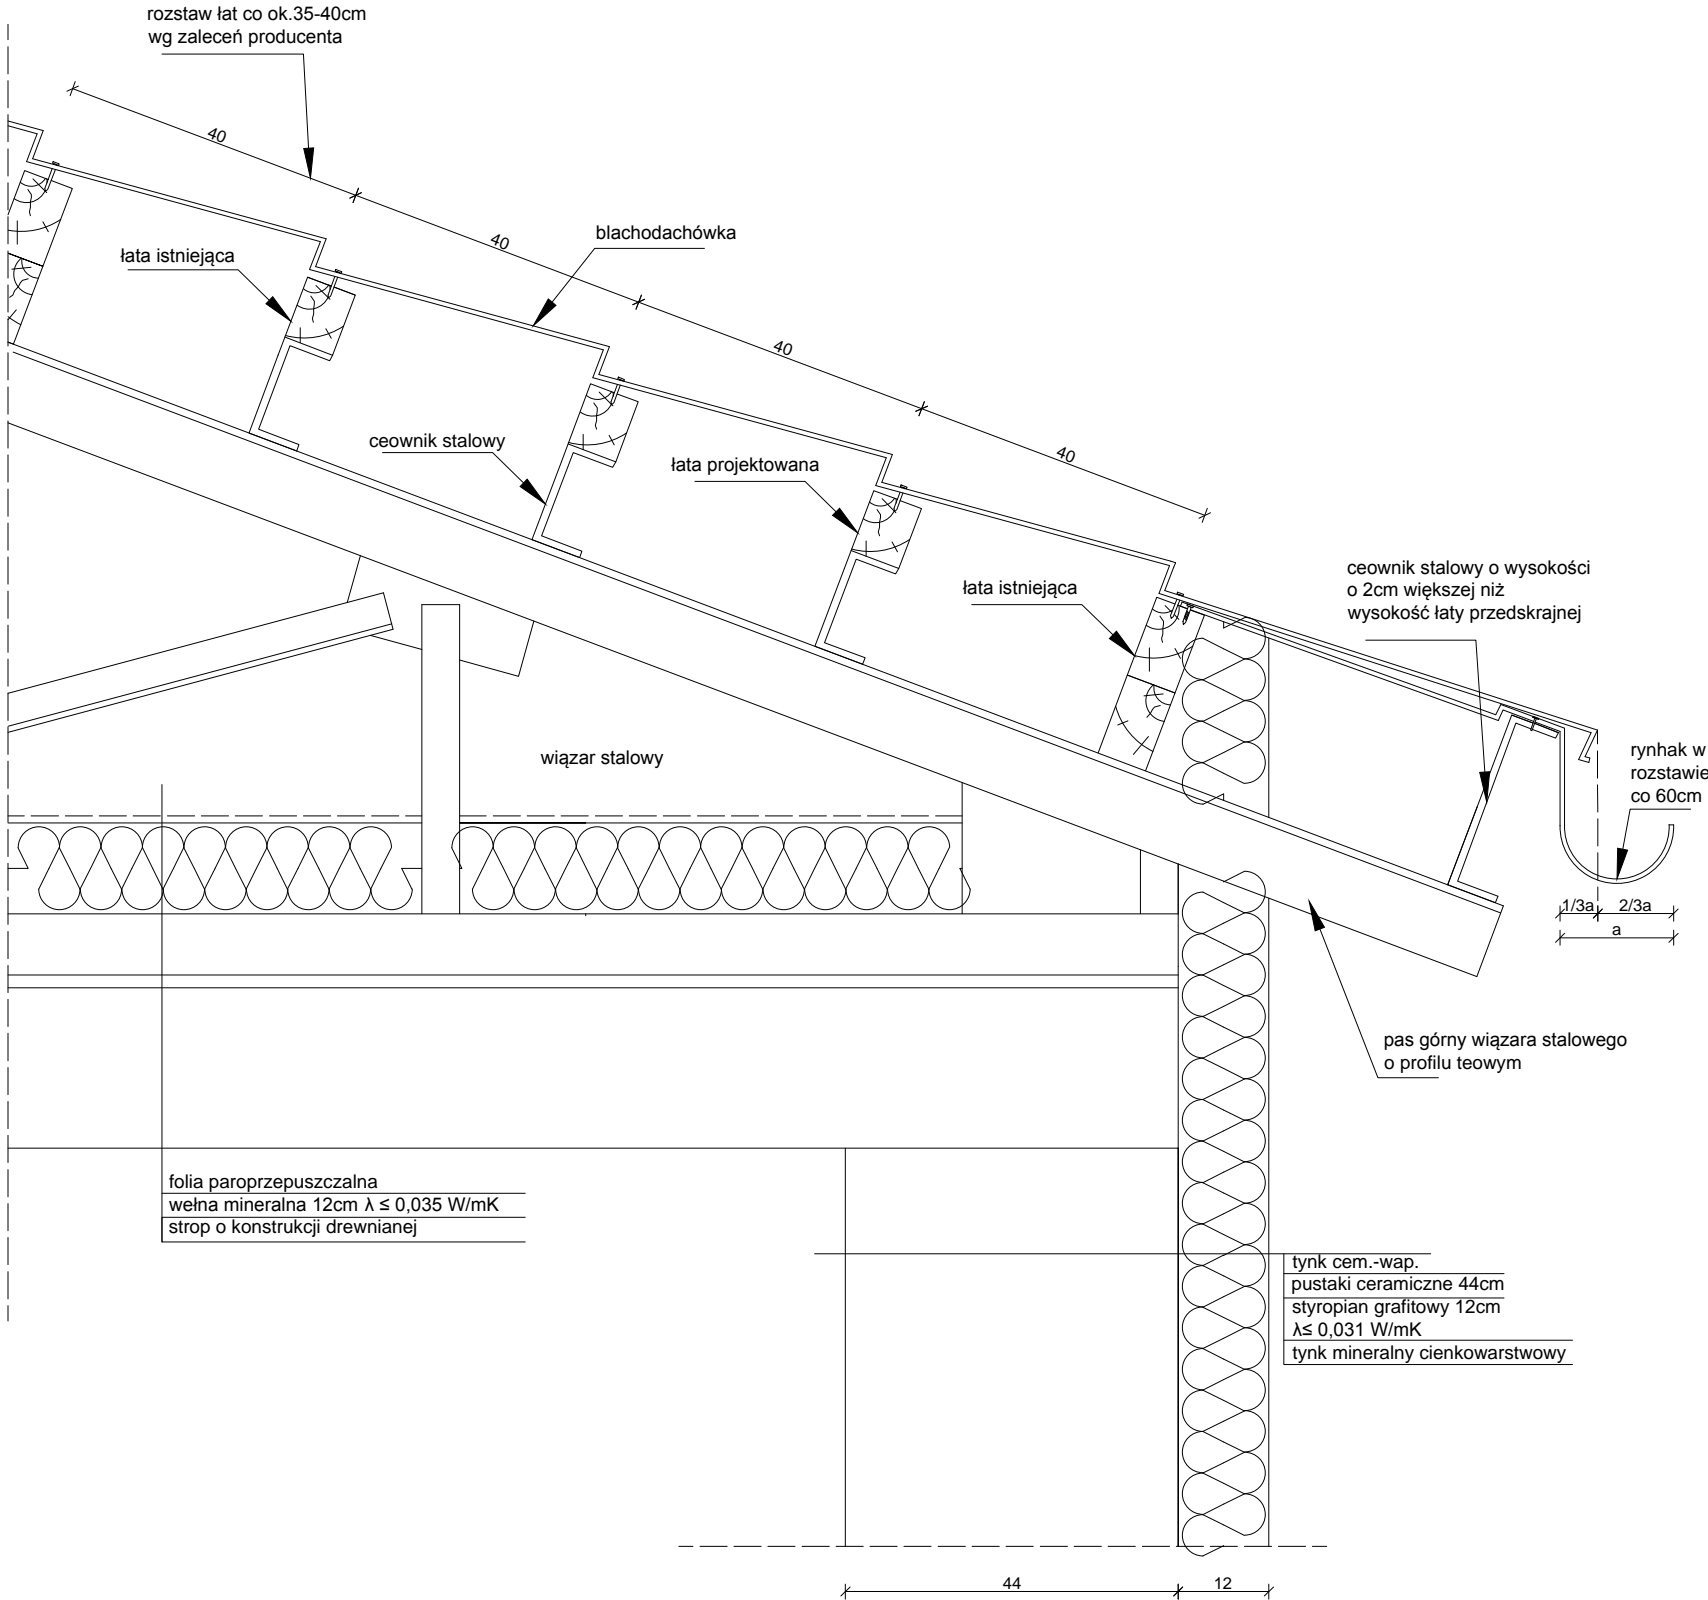 rozstaw łat co ok.35-40cm
wg zaleceń producenta
40
40
blachodachówka
łata istniejąca
40
ceownik stalowy
łata projektowana
40
łata istniejąca
ceownik stalowy o wysokości
o 2cm większej niż
wysokość łaty przedskrajnej
wiązar stalowy
rynhak w
rozstawie
co 60cm
1/3a
2/3a
a
pas górny wiązara stalowego
o profilu teowym
folia paroprzepuszczalna
wełna mineralna 12cm λ ≤ 0,035 W/mK
strop o konstrukcji drewnianej
tynk cem.-wap.
pustaki ceramiczne 44cm
styropian grafitowy 12cm
λ≤ 0,031 W/mK
tynk mineralny cienkowarstwowy
44
12